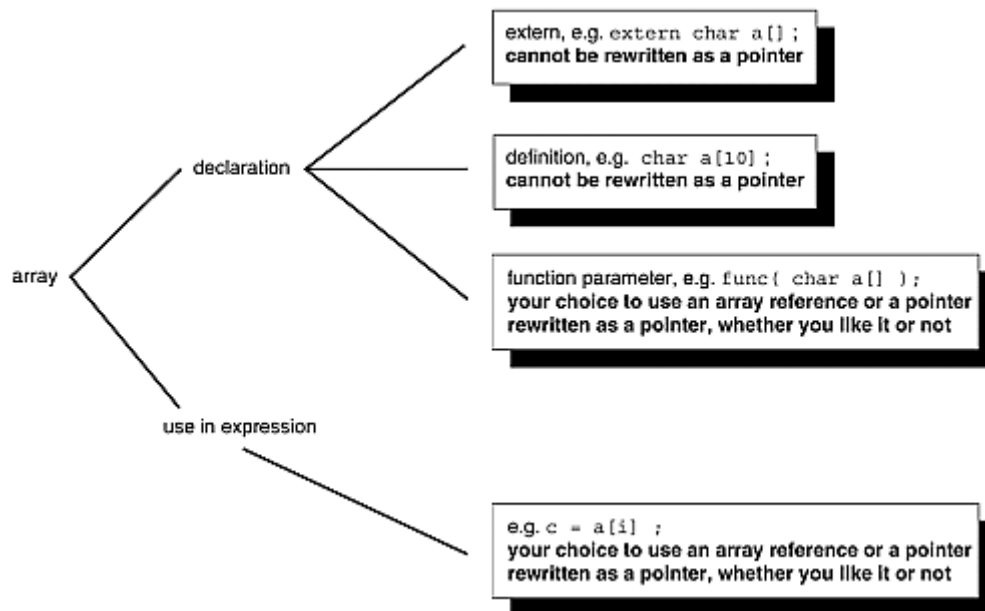 extern, e.g. extern char a[] ;
cannot be rewritten as a pointer
definition, e.g. char a[10] ;
declaration
cannot be rewritten as a pointer
array
function parameter, e.g. func( char a[] );
your choice to use an array reference or a pointer
rewritten as a pointer, whether you like it or not
use in expression
e.g. c = a[i] ;
your choice to use an array reference or a pointer
rewritten as a pointer, whether you like it or not